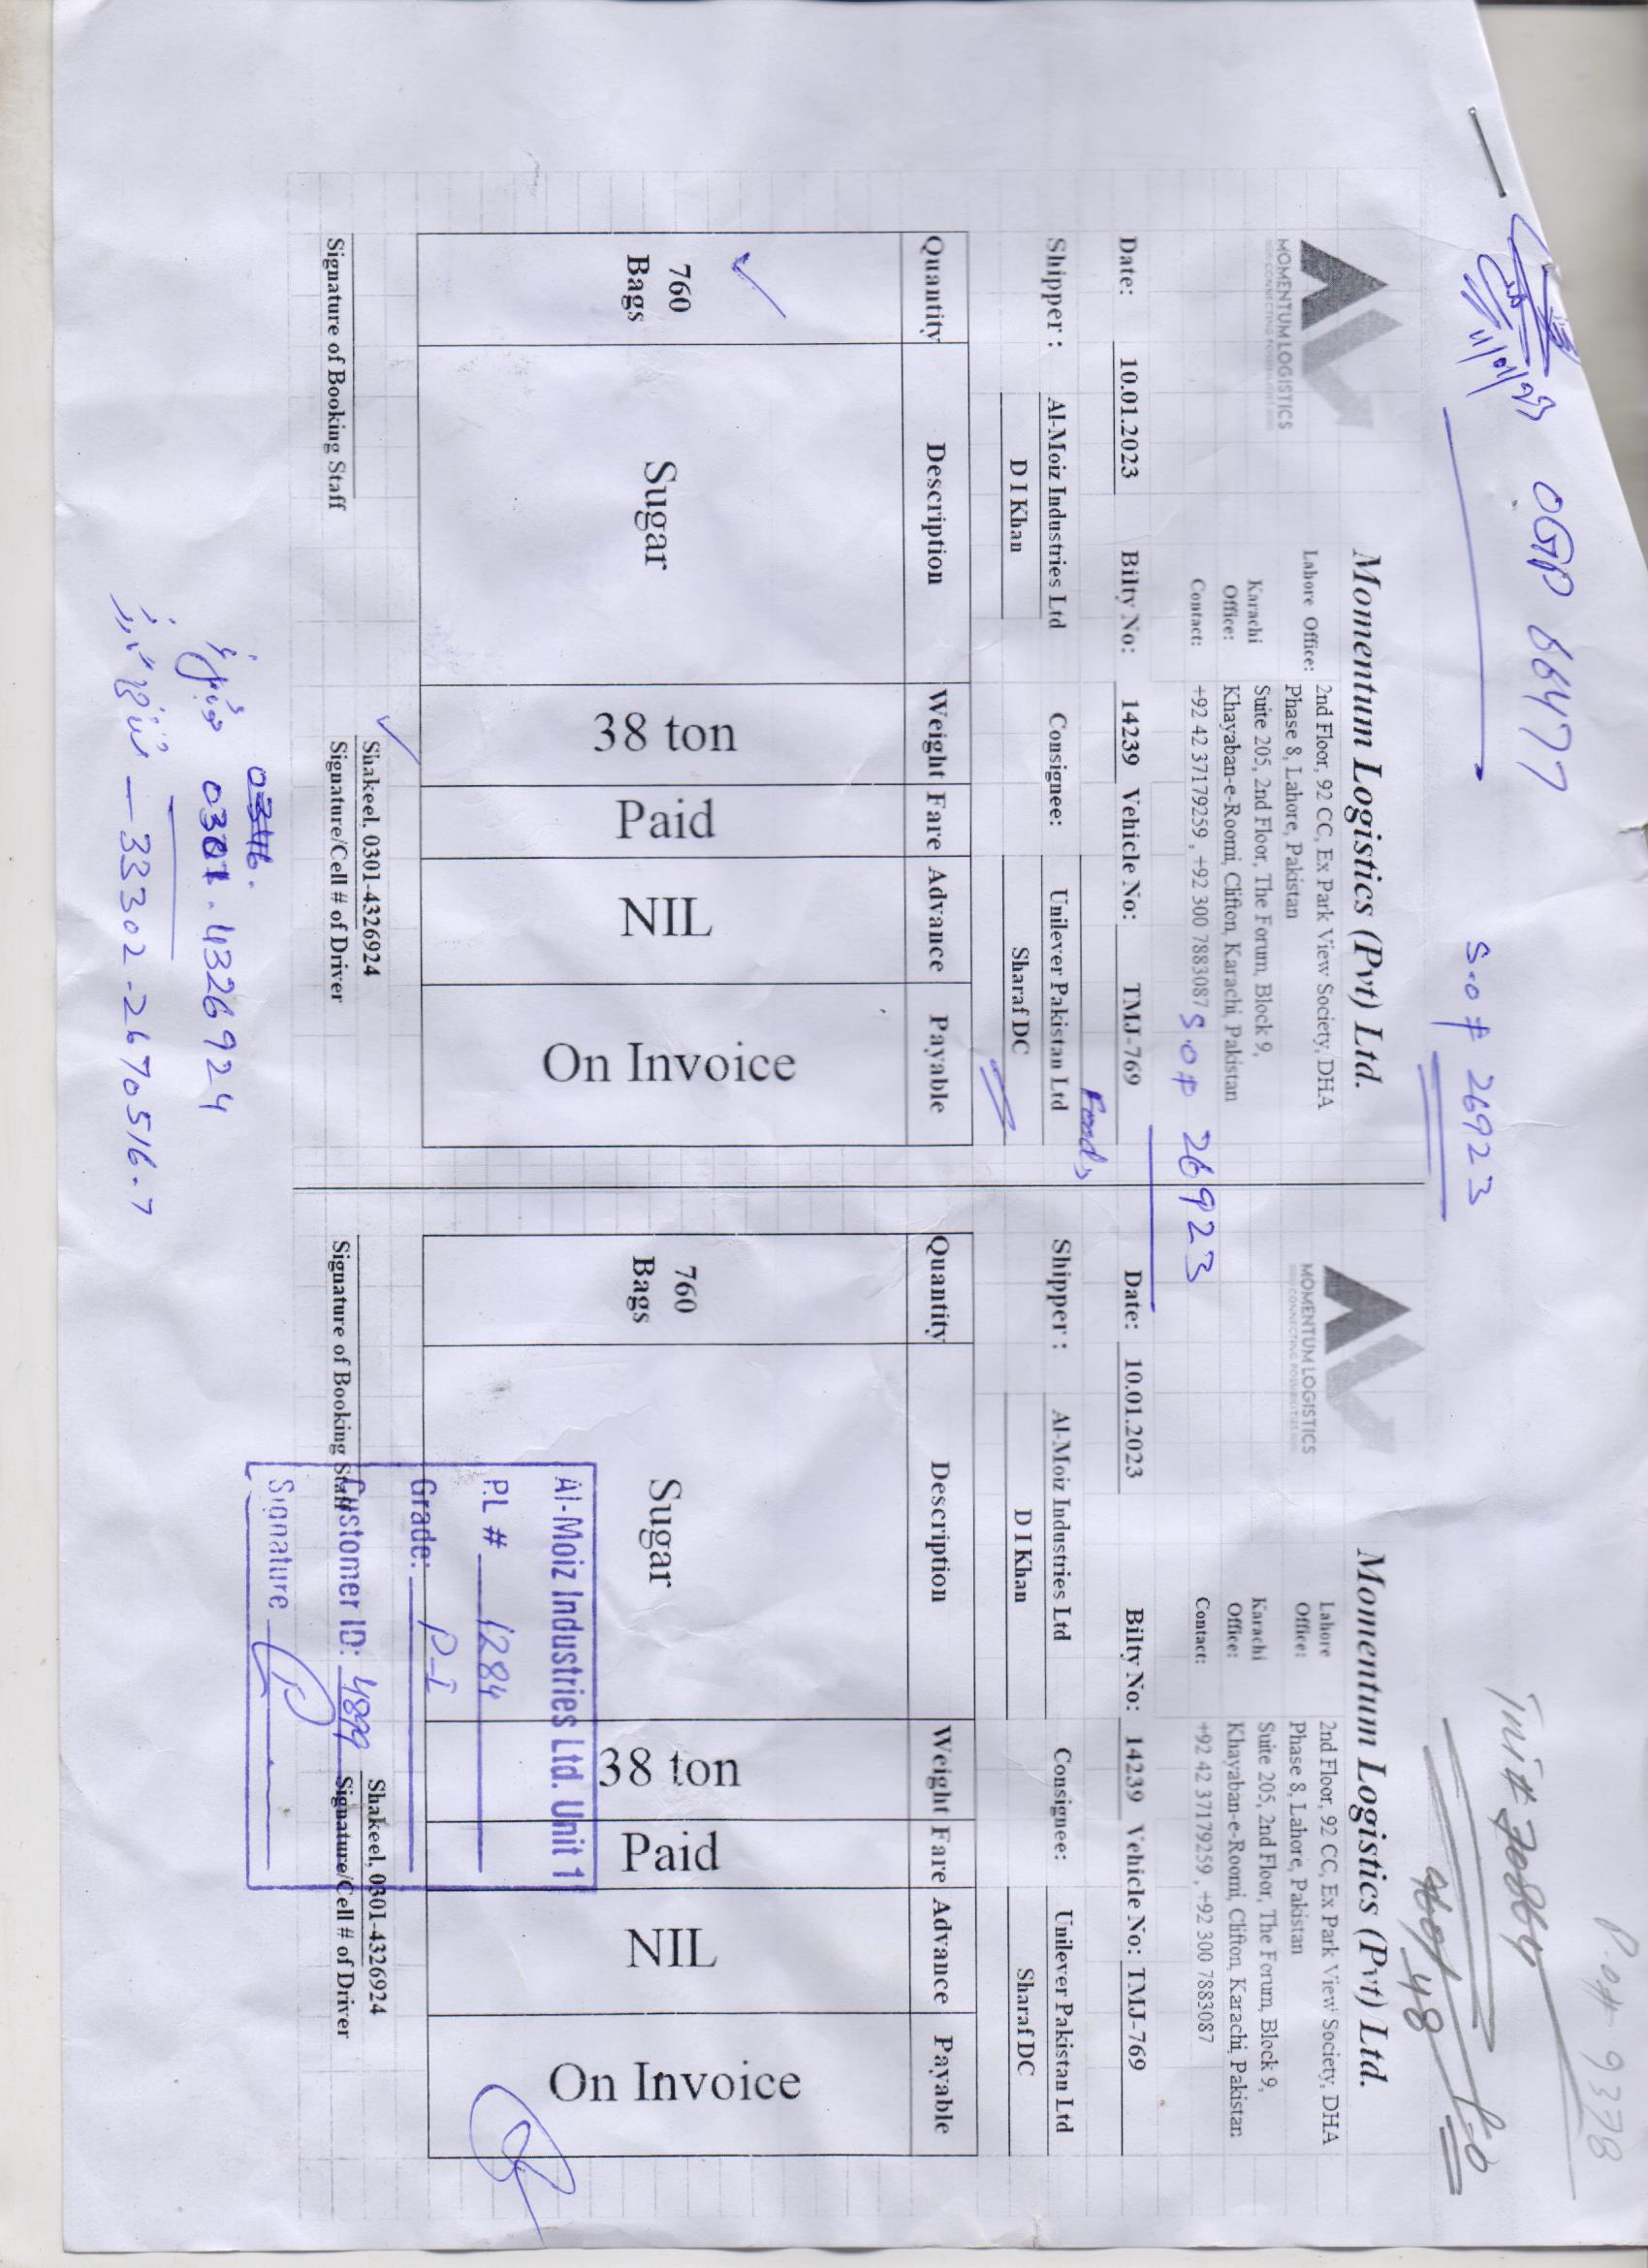 OGP 66477
S.O# 26923
MOMENTUM LOGISTICS
CONNECTING POSSIBILITIES
Momentum Logistics (Pvt) Ltd.
Lahore Office: 2nd Floor, 92 CC, Ex Park View Society, DHA
Phase 8, Lahore, Pakistan
Karachi Office: Suite 205, 2nd Floor, The Forum, Block 9,
Khayaban-e-Roomi, Clifton, Karachi, Pakistan
Contact: +92 42 37179259 , +92 300 7883087
S.O# 26923
Date: 10.01.2023 Bilty No: 14239 Vehicle No: TMJ-769
Foods
Shipper : Al-Moiz Industries Ltd Consignee: Unilever Pakistan Ltd
D I Khan Sharaf DC
Quantity Description Weight Fare Advance Payable
760 Bags Sugar 38 ton Paid NIL On Invoice
Shakeel, 0301-4326924
Signature of Booking Staff Signature/Cell # of Driver
0301-4326924
33302-2670516-7
P.O# 9378
MOMENTUM LOGISTICS
CONNECTING POSSIBILITIES
Momentum Logistics (Pvt) Ltd.
Lahore Office: 2nd Floor, 92 CC, Ex Park View Society, DHA
Phase 8, Lahore, Pakistan
Karachi Office: Suite 205, 2nd Floor, The Forum, Block 9,
Khayaban-e-Roomi, Clifton, Karachi, Pakistan
Contact: +92 42 37179259 , +92 300 7883087
Date: 10.01.2023 Bilty No: 14239 Vehicle No: TMJ-769
Shipper : Al-Moiz Industries Ltd Consignee: Unilever Pakistan Ltd
D I Khan Sharaf DC
Quantity Description Weight Fare Advance Payable
760 Bags Sugar 38 ton Paid NIL On Invoice
Al-Moiz Industries Ltd. Unit 1
P.L # 1284
Grade: P-I
Customer ID: 4899
Signature
Shakeel, 0301-4326924
Signature of Booking Staff Signature/Cell # of Driver